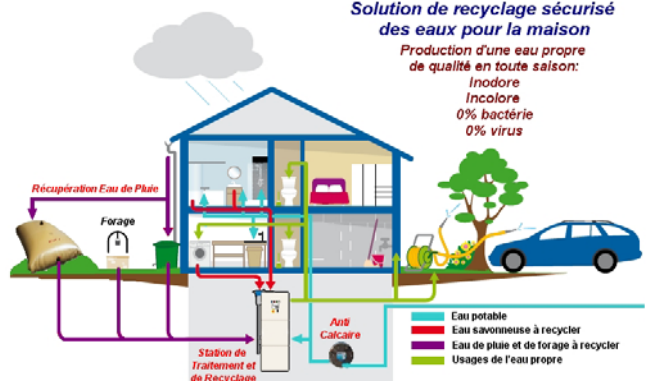 Solution de recyclage sécurisé
des eaux pour la maison
Production d'une eau propre
de qualité en toute saison:
Inodore
Incolore
0% bactérie
0% virus
Récupération Eau de Pluie
Forage
Anti
Calcaire
Station de
Traitement et
de Recyclage
Eau potable
Eau savonneuse à recycler
Eau de pluie et de forage à recycler
Usages de l'eau propre